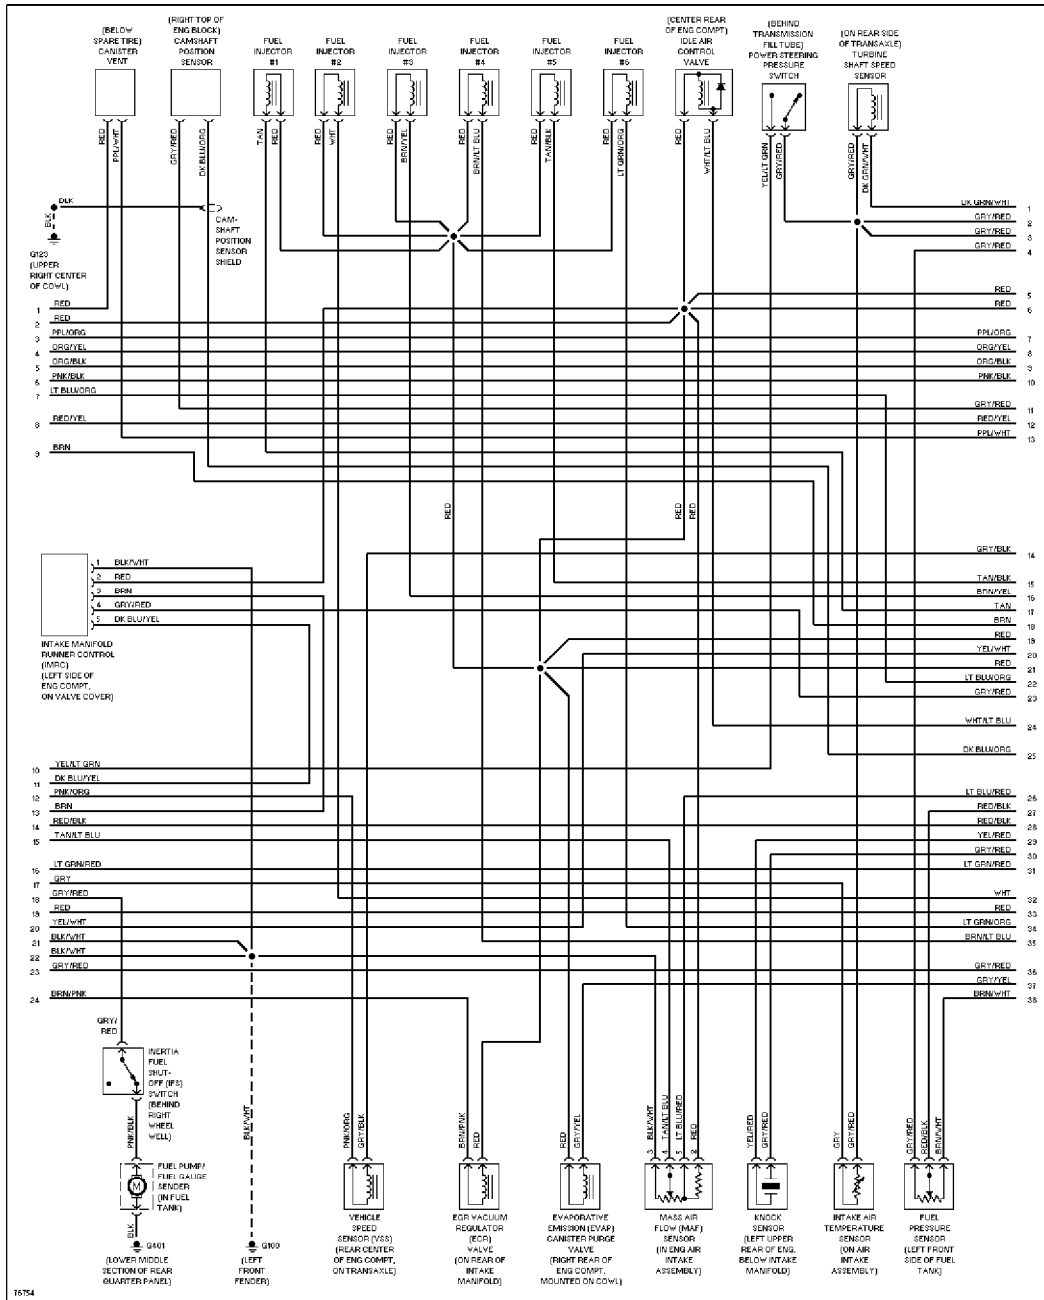 (BELOW
SPARE TIRE)
CANISTER
VENT
(RIGHT TOP OF
ENG BLOCK)
CAMSHAFT
POSITION
SENSOR
FUEL
INJECTOR
#1
FUEL
INJECTOR
#2
FUEL
INJECTOR
#3
FUEL
INJECTOR
#4
FUEL
INJECTOR
#5
FUEL
INJECTOR
#6
(CENTER REAR
OF ENG COMPT)
IDLE AIR
CONTROL
VALVE
(BEHIND
TRANSMISSION
FILL TUBE)
POWER STEERING
PRESSURE
SWITCH
(ON REAR SIDE
OF TRANSAXLE)
TURBINE
SHAFT SPEED
SENSOR
RED
PPL/WHT
GRY/RED
DK BLU/ORG
TAN
RED
RED
WHT
RED
BRN/YEL
RED
BRN/LT BLU
RED
TAN/BLK
RED
LT GRN/ORG
RED
WHT/LT BLU
YEL/LT GRN
GRY/RED
GRY/RED
DK GRN/WHT
BLK
BLK
G123
(UPPER
RIGHT CENTER
OF COWL)
CAM-
SHAFT
POSITION
SENSOR
SHIELD
1 RED
2 RED
3 PPL/ORG
4 ORG/YEL
5 ORG/BLK
6 PNK/BLK
7 LT BLU/ORG
8 RED/YEL
9 BRN
DK GRN/WHT 1
GRY/RED 2
GRY/RED 3
GRY/RED 4
RED 5
RED 6
PPL/ORG 7
ORG/YEL 8
ORG/BLK 9
PNK/BLK 10
GRY/RED 11
RED/YEL 12
PPL/WHT 13
RED
RED
RED
1 BLK/WHT
2 RED
3 BRN
4 GRY/RED
5 DK BLU/YEL
INTAKE MANIFOLD
RUNNER CONTROL
(IMRC)
(LEFT SIDE OF
ENG COMPT,
ON VALVE COVER)
GRY/BLK 14
TAN/BLK 15
BRN/YEL 16
TAN 17
BRN 18
RED 19
YEL/WHT 20
RED 21
LT BLU/ORG 22
GRY/RED 23
WHT/LT BLU 24
DK BLU/ORG 25
10 YEL/LT GRN
11 DK BLU/YEL
12 PNK/ORG
13 BRN
14 RED/BLK
15 TAN/LT BLU
16 LT GRN/RED
17 GRY
18 GRY/RED
19 RED
20 YEL/WHT
21 BLK/WHT
22 BLK/WHT
23 GRY/RED
24 BRN/PNK
LT BLU/RED 26
RED/BLK 27
RED/BLK 28
YEL/RED 29
GRY/RED 30
LT GRN/RED 31
WHT 32
RED 33
LT GRN/ORG 34
BRN/LT BLU 35
GRY/RED 36
GRY/YEL 37
BRN/WHT 38
GRY/
RED
INERTIA
FUEL
SHUT-
OFF (IFS)
SWITCH
(BEHIND
RIGHT
WHEEL
WELL)
PNK/BLK
FUEL PUMP/
FUEL GAUGE
SENDER
(IN FUEL
TANK)
M
BLK
G401
(LOWER MIDDLE
SECTION OF REAR
QUARTER PANEL)
BLK/WHT
G100
(LEFT
FRONT
FENDER)
PNK/ORG
GRY/BLK
VEHICLE
SPEED
SENSOR (VSS)
(REAR CENTER
OF ENG COMPT,
ON TRANSAXLE)
BRN/PNK
RED
EGR VACUUM
REGULATOR
(EGR)
VALVE
(ON REAR OF
INTAKE
MANIFOLD)
RED
GRY/YEL
EVAPORATIVE
EMISSION (EVAP)
CANISTER PURGE
VALVE
(RIGHT REAR OF
ENG COMPT,
MOUNTED ON COWL)
3 BLK/WHT
4 TAN/LT BLU
5 LT BLU/RED
2 RED
MASS AIR
FLOW (MAF)
SENSOR
(IN ENG AIR
INTAKE
ASSEMBLY)
YEL/RED
GRY/RED
KNOCK
SENSOR
(LEFT UPPER
REAR OF ENG,
BELOW INTAKE
MANIFOLD)
GRY
GRY/RED
INTAKE AIR
TEMPERATURE
SENSOR
(ON AIR
INTAKE
ASSEMBLY)
GRY/RED
RED/BLK
BRN/WHT
FUEL
PRESSURE
SENSOR
(LEFT FRONT
SIDE OF FUEL
TANK)
76754